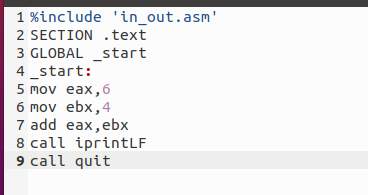 1 %include 'in_out.asm'
2 SECTION .text
3 GLOBAL _start
4 _start:
5 mov eax,6
6 mov ebx,4
7 add eax,ebx
8 call iprintLF
9 call quit